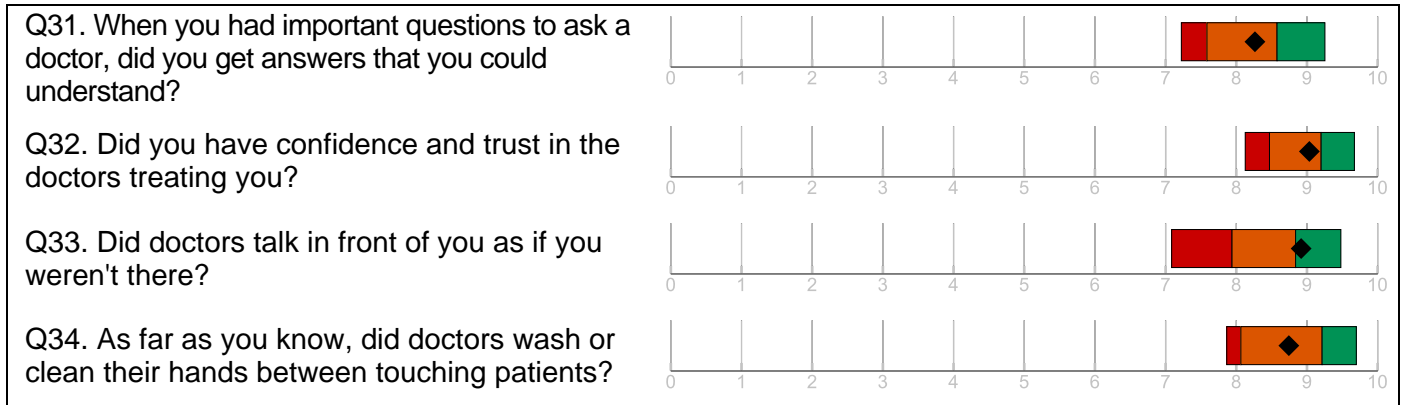 Q31. When you had important questions to ask a
doctor, did you get answers that you could
understand?
0 1 2 3 4 5 6 7 8 9 10
Q32. Did you have confidence and trust in the
doctors treating you?
0 1 2 3 4 5 6 7 8 9 10
Q33. Did doctors talk in front of you as if you
weren't there?
0 1 2 3 4 5 6 7 8 9 10
Q34. As far as you know, did doctors wash or
clean their hands between touching patients?
0 1 2 3 4 5 6 7 8 9 10